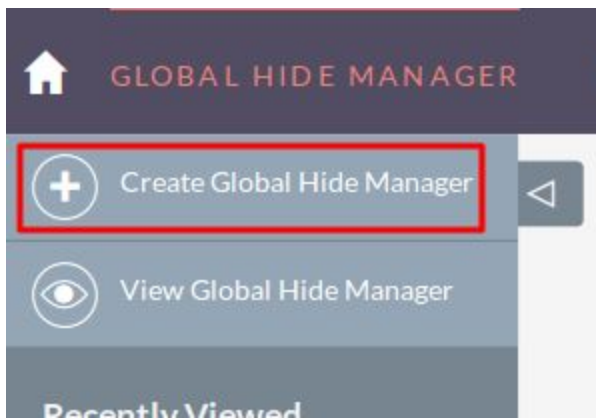 GLOBAL HIDE MANAGER
Create Global Hide Manager
View Global Hide Manager
Recently Viewed